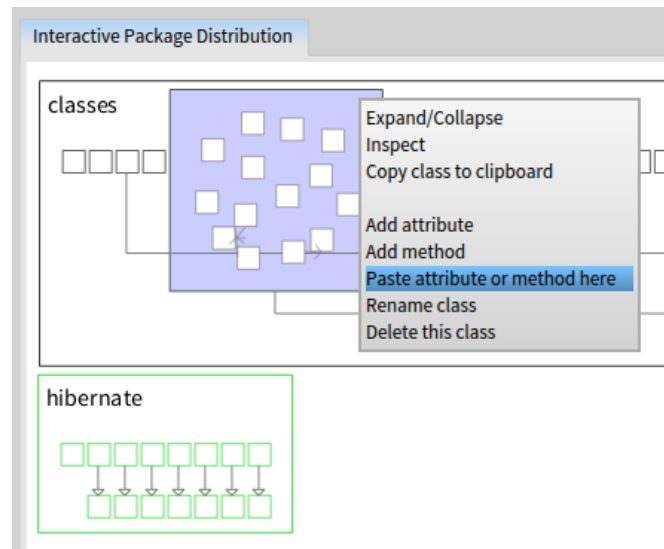 Interactive Package Distribution
classes
Expand/Collapse
Inspect
Copy class to clipboard
Add attribute
Add method
Paste attribute or method here
Rename class
Delete this class
hibernate